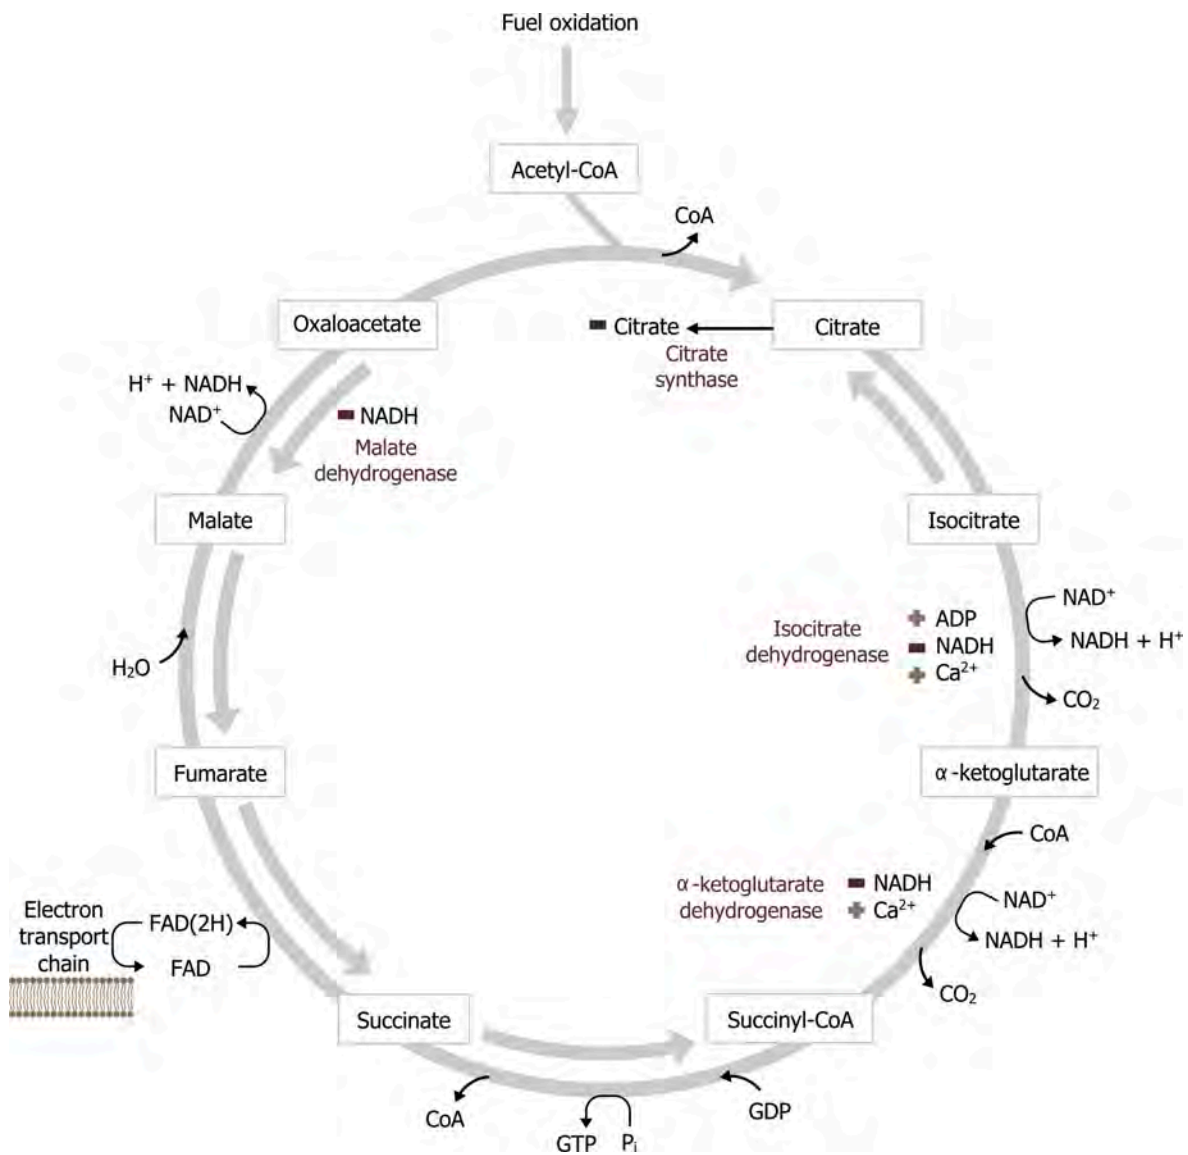 Fuel oxidation
Acetyl-CoA
CoA
Oxaloacetate
Citrate
Citrate
Citrate
synthase
H⁺ + NADH
NAD⁺
NADH
Malate
dehydrogenase
Malate
Isocitrate
NAD⁺
NADH + H⁺
CO₂
Isocitrate
dehydrogenase
ADP
NADH
Ca²⁺
H₂O
Fumarate
α-ketoglutarate
CoA
α-ketoglutarate
dehydrogenase
NADH
Ca²⁺
NAD⁺
NADH + H⁺
CO₂
Electron
transport
chain
FAD(2H)
FAD
Succinate
Succinyl-CoA
CoA
GTP
Pᵢ
GDP